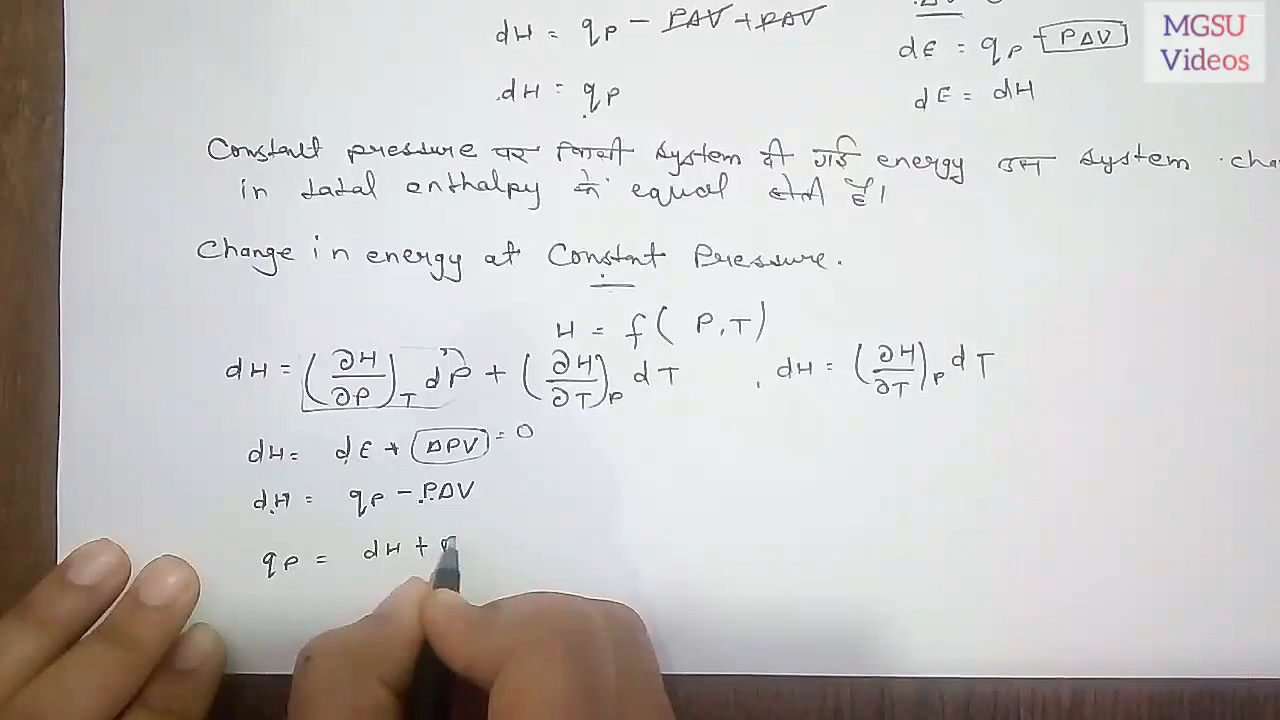 dH = qP - PΔV + PΔV
dE = qP + PΔV
dH = qP
dE = dH
Constant pressure पर किसी system दी गई energy उस system cha
in total enthalpy के equal होती है।
Change in energy at Constant Pressure.
H = f( P,T)
dH = (∂H/∂P)T dP + (∂H/∂T)P dT
dH = (∂H/∂T)P dT
dH = dE + ΔPV = 0
dH = qP - PΔV
qP = dH +
MGSU
Videos